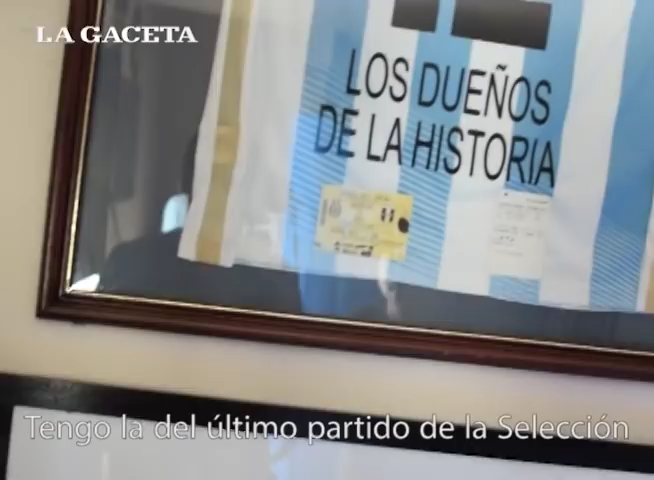 LA GACETA
LOS DUEÑOS
DE LA HISTORIA
Tengo la del último partido de la Selección